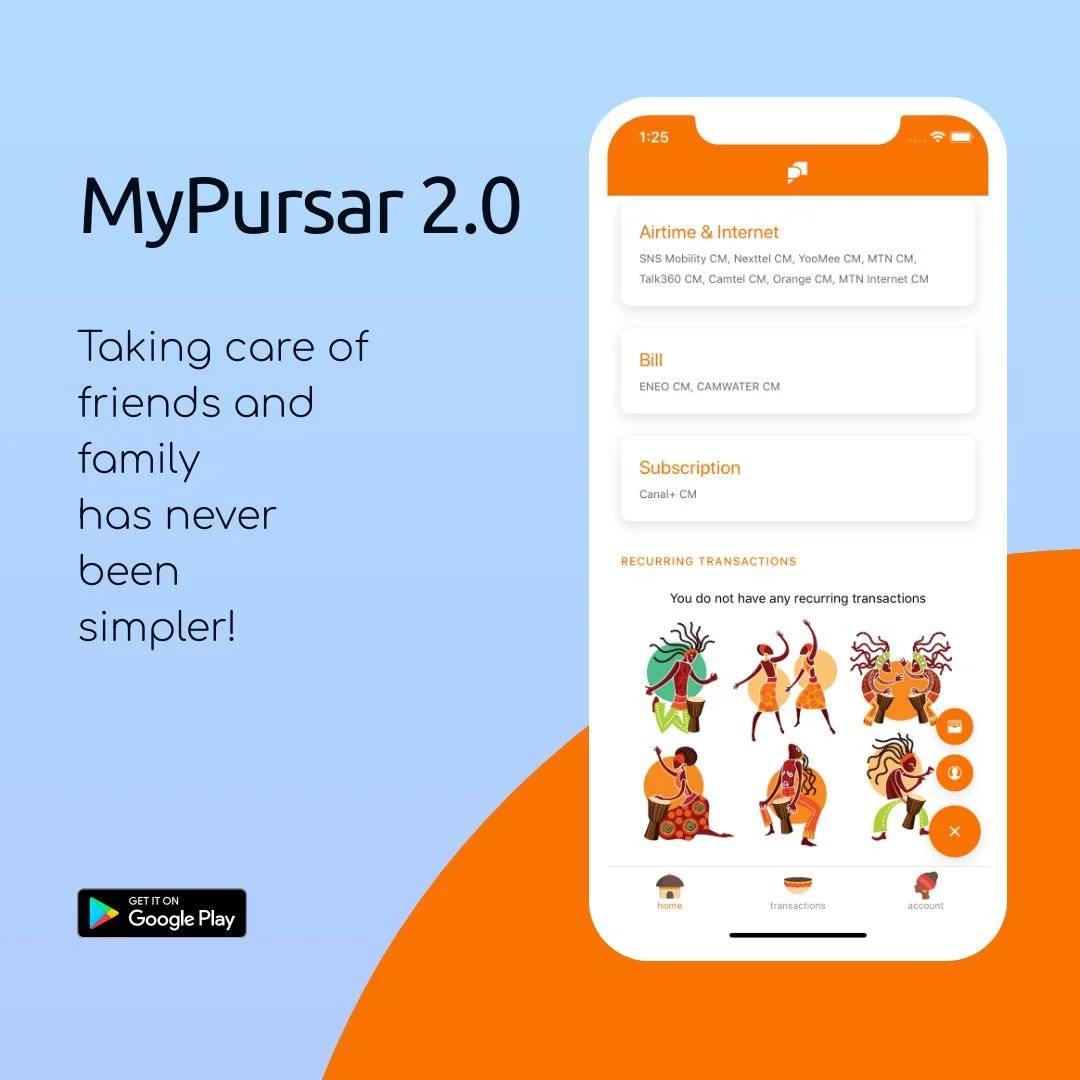 MyPursar 2.0
Taking care of
friends and
family
has never
been
simpler!
GET IT ON
Google Play
1:25
Airtime & Internet
SNS Mobility CM, Nexttel CM, YooMee CM, MTN CM,
Talk360 CM, Camtel CM, Orange CM, MTN Internet CM
Bill
ENEO CM, CAMWATER CM
Subscription
Canal+ CM
RECURRING TRANSACTIONS
You do not have any recurring transactions
home
transactions
account